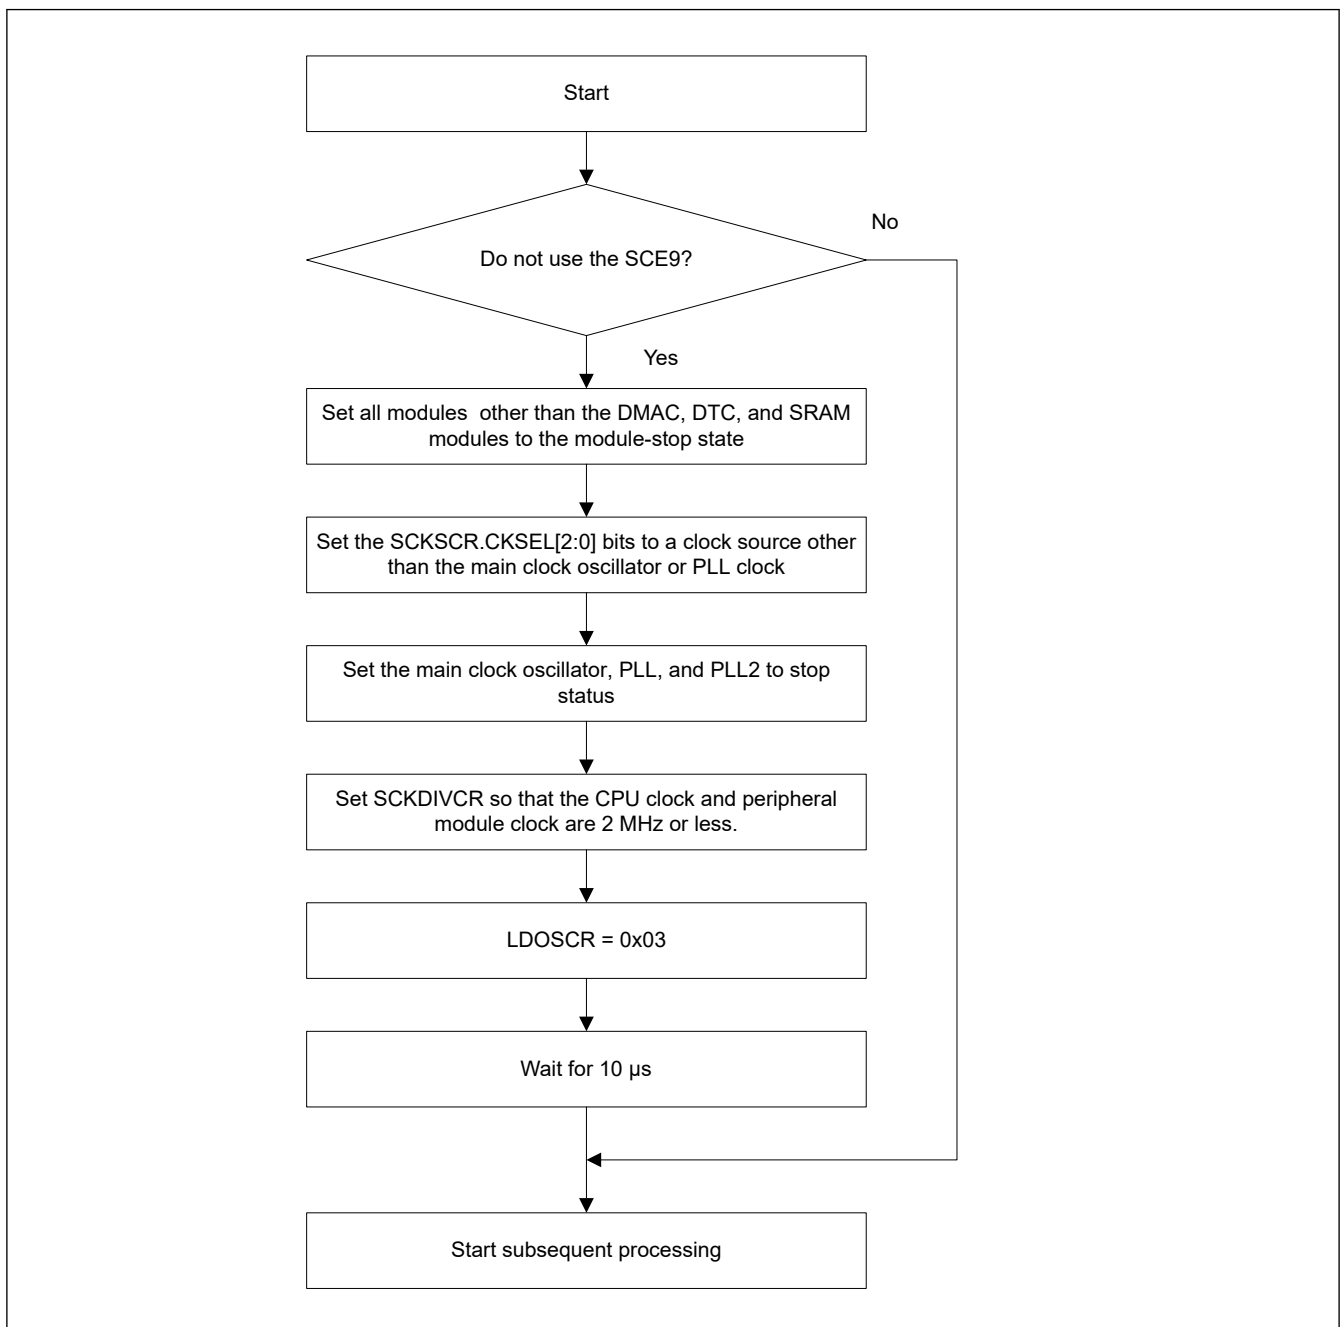 Start
No
Do not use the SCE9?
Yes
Set all modules  other than the DMAC, DTC, and SRAM
modules to the module-stop state
Set the SCKSCR.CKSEL[2:0] bits to a clock source other
than the main clock oscillator or PLL clock
Set the main clock oscillator, PLL, and PLL2 to stop
status
Set SCKDIVCR so that the CPU clock and peripheral
module clock are 2 MHz or less.
LDOSCR = 0x03
Wait for 10 µs
Start subsequent processing